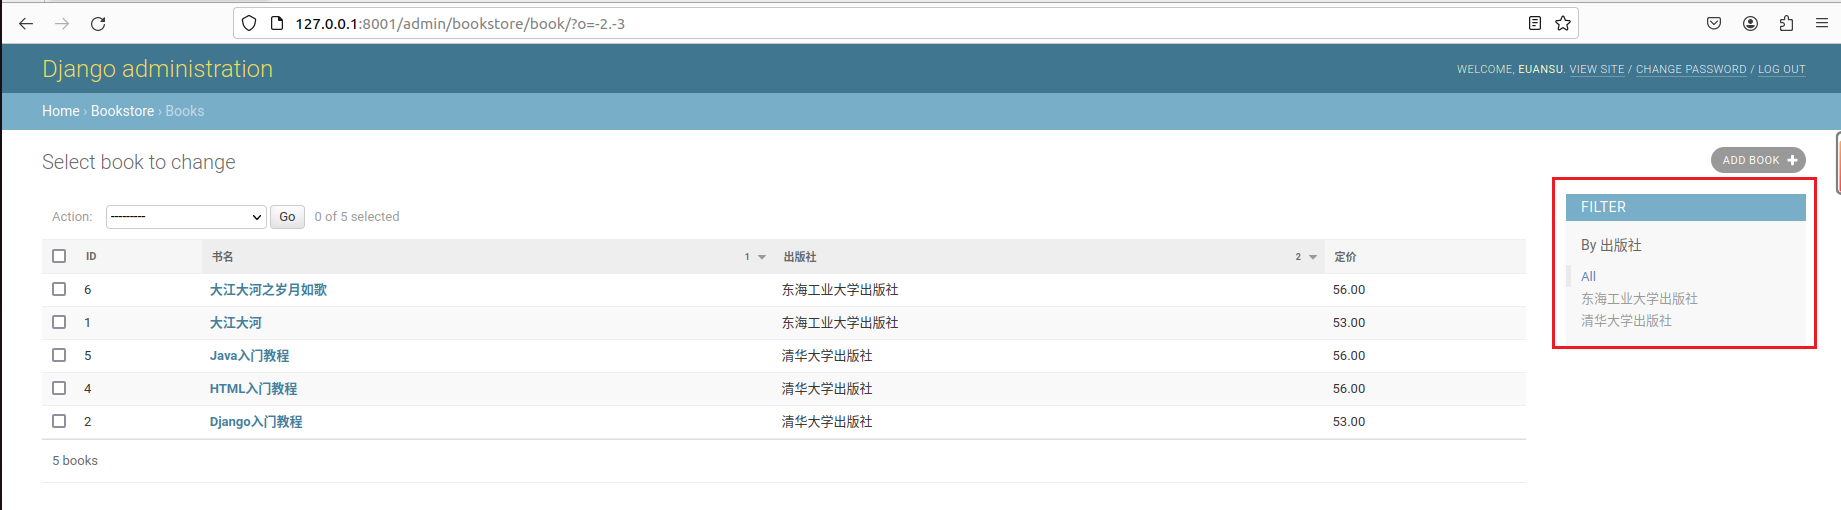 127.0.0.1:8001/admin/bookstore/book/?o=-2.-3
Django administration
WELCOME, EUANSU. VIEW SITE / CHANGE PASSWORD / LOG OUT
Home › Bookstore › Books
Select book to change
ADD BOOK +
Action: --------- Go 0 of 5 selected
ID 书名 1 出版社 2 定价
6 大江大河之岁月如歌 东海工业大学出版社 56.00
1 大江大河 东海工业大学出版社 53.00
5 Java入门教程 清华大学出版社 56.00
4 HTML入门教程 清华大学出版社 56.00
2 Django入门教程 清华大学出版社 53.00
5 books
FILTER
By 出版社
All
东海工业大学出版社
清华大学出版社